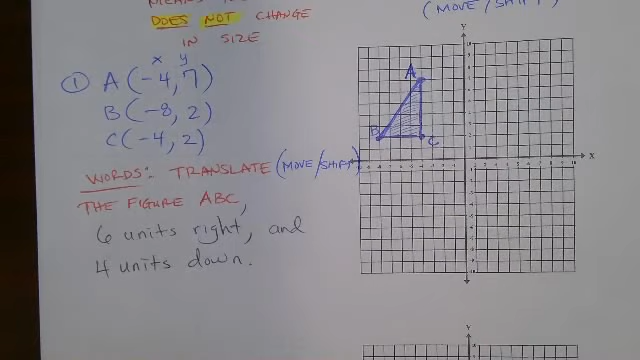 DOES NOT CHANGE
IN SIZE
(MOVE/SHIFT)
x y
① A(-4,7)
B(-8,2)
C(-4,2)
WORDS: TRANSLATE (MOVE/SHIFT)
THE FIGURE ABC,
6 units right, and
4 units down.
Y
A
B
C
X
Y